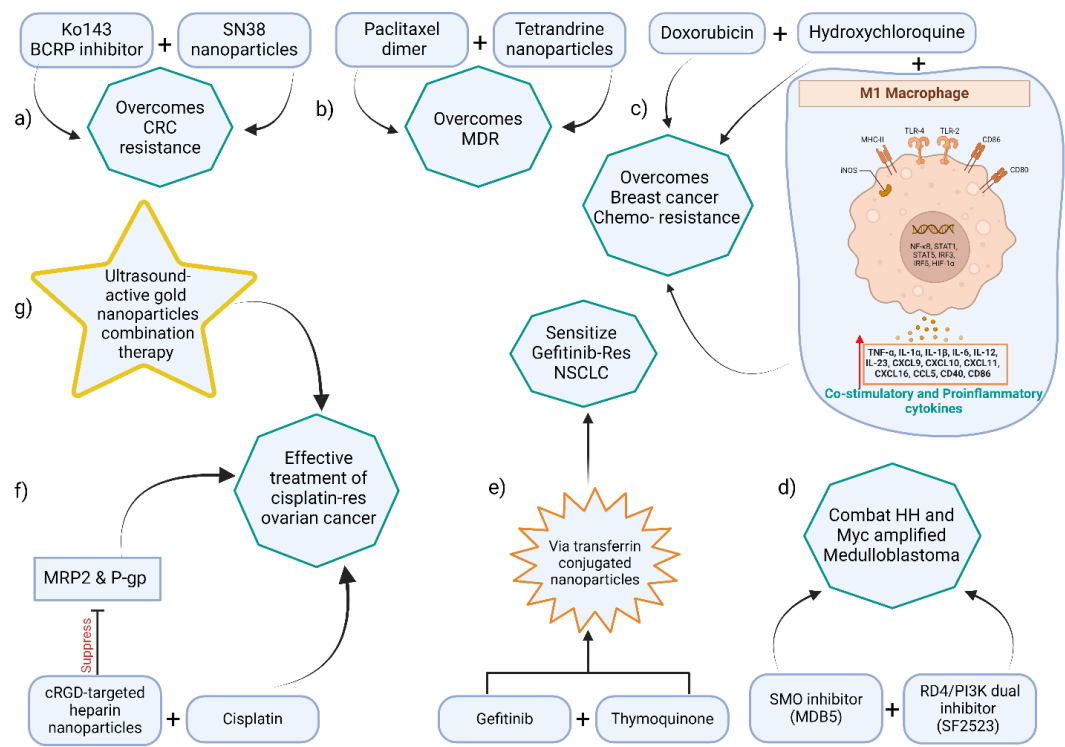 Ko143
BCRP inhibitor
+
SN38
nanoparticles
Overcomes
CRC
resistance
a)
Paclitaxel
dimer
+
Tetrandrine
nanoparticles
Overcomes
MDR
b)
Doxorubicin
+
Hydroxychloroquine
+
c)
Overcomes
Breast cancer
Chemo- resistance
M1 Macrophage
MHC-II
TLR-4
TLR-2
CD86
iNOS
CD80
NF-κB, STAT1,
STAT5, IRF3,
IRF5, HIF-1α
TNF-α, IL-1α, IL-1β, IL-6, IL-12,
IL-23, CXCL9, CXCL10, CXCL11,
CXCL16, CCL5, CD40, CD86
Co-stimulatory and Proinflammatory
cytokines
g)
Ultrasound-
active gold
nanoparticles
combination
therapy
Sensitize
Gefitinib-Res
NSCLC
f)
Effective
treatment of
cisplatin-res
ovarian cancer
MRP2 & P-gp
Suppress
cRGD-targeted
heparin
nanoparticles
+
Cisplatin
e)
Via transferrin
conjugated
nanoparticles
Gefitinib
+
Thymoquinone
d)
Combat HH and
Myc amplified
Medulloblastoma
SMO inhibitor
(MDB5)
+
RD4/PI3K dual
inhibitor
(SF2523)